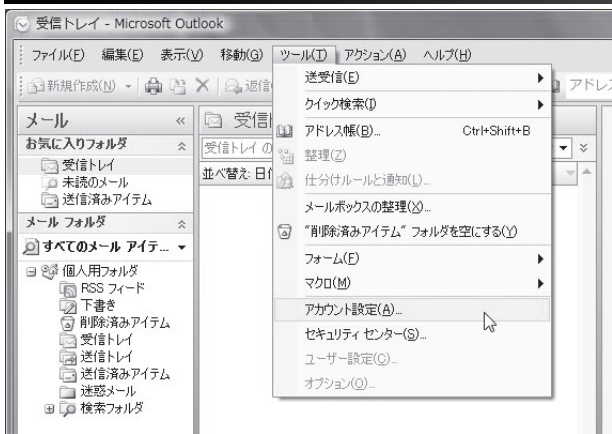 受信トレイ - Microsoft Outlook
ファイル(F) 編集(E) 表示(V) 移動(G) ツール(T) アクション(A) ヘルプ(H)
新規作成(N) 返信 アドレ
メール
お気に入りフォルダ
受信トレイ
未読のメール
送信済みアイテム
メール フォルダ
すべてのメール アイテ...
個人用フォルダ
RSS フィード
下書き
削除済みアイテム
受信トレイ
送信トレイ
送信済みアイテム
迷惑メール
検索フォルダ
受信
受信トレイ の
並べ替え: 日
送受信(E)
クイック検索(I)
アドレス帳(B)... Ctrl+Shift+B
整理(Z)
仕分けルールと通知(L)...
メールボックスの整理(X)...
"削除済みアイテム" フォルダを空にする(Y)
フォーム(F)
マクロ(M)
アカウント設定(A)...
セキュリティ センター(S)...
ユーザー設定(C)...
オプション(O)...